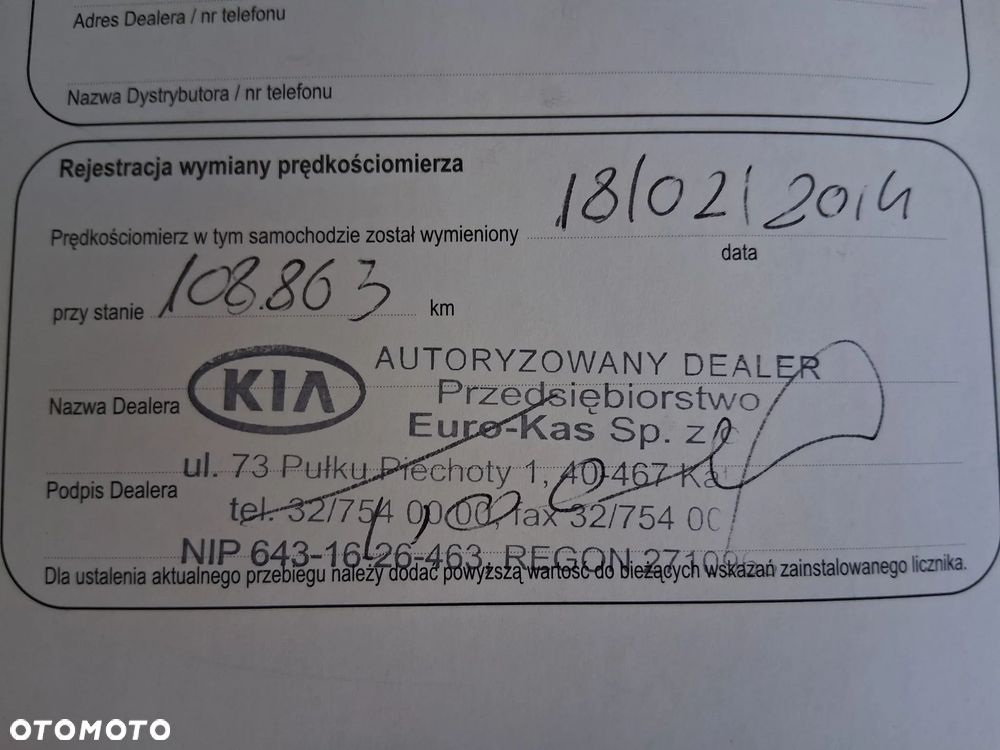 Adres Dealera / nr telefonu
Nazwa Dystrybutora / nr telefonu
Rejestracja wymiany prędkościomierza
Prędkościomierz w tym samochodzie został wymieniony 18/02/2014
data
przy stanie 108.863 km
KIA AUTORYZOWANY DEALER
Przedsiębiorstwo
Nazwa Dealera
Euro-Kas Sp. z
ul. 73 Pułku Piechoty 1, 40-467 Ka
Podpis Dealera
tel. 32/754 00 00, fax 32/754 00
NIP 643-16-26-463, REGON 27109
Dla ustalenia aktualnego przebiegu należy dodać powyższą wartość do bieżących wskazań zainstalowanego licznika.
OTOMOTO